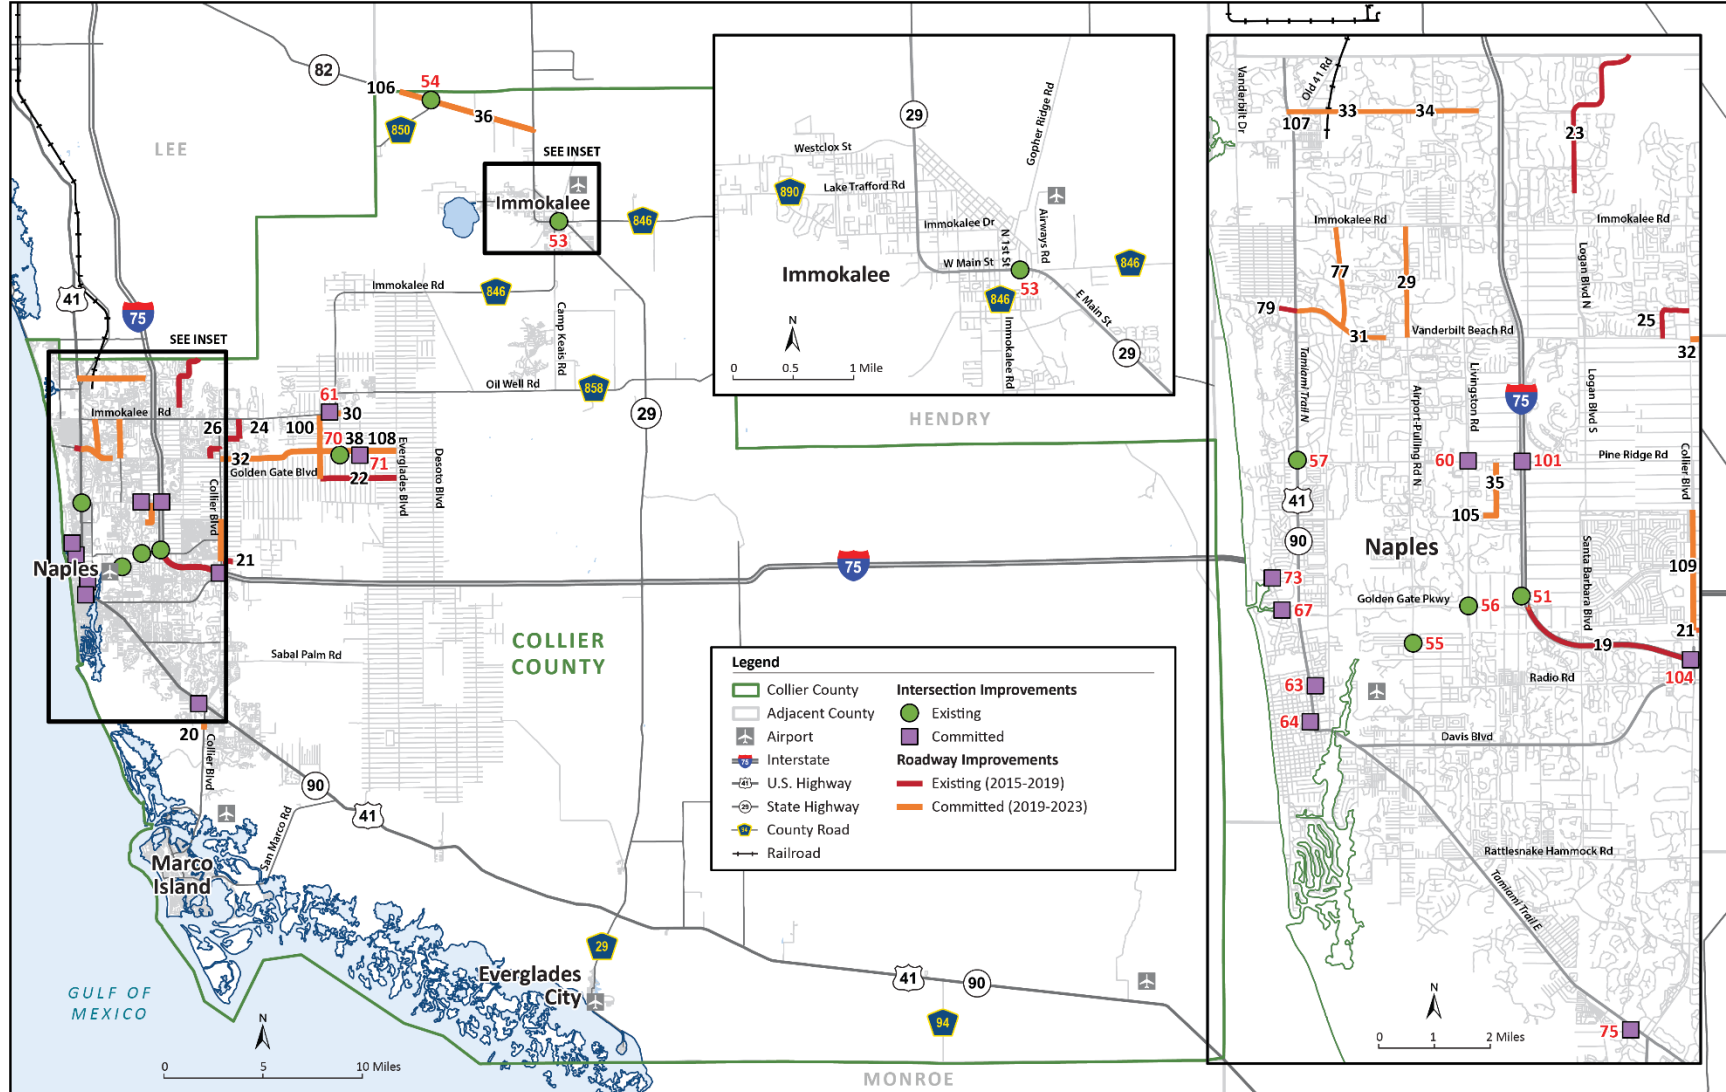 82
106
54
36
850
LEE
SEE INSET
Immokalee
846
53
41
75
Immokalee Rd
846
Camp Keais Rd
SEE INSET
Oil Well Rd
858
29
61
30
Immokalee Rd
26
24
100
70
38
108
71
32
Golden Gate Blvd
22
Everglades Blvd
Desoto Blvd
Collier Blvd
21
Naples
75
COLLIER
COUNTY
Sabal Palm Rd
20
Collier Blvd
90
41
San Marco Rd
Marco
Island
29
Everglades
City
GULF OF
MEXICO
N
0
5
10 Miles
41
90
94
MONROE
HENDRY
29
Gopher Ridge Rd
Westclox St
890
Lake Trafford Rd
Immokalee Dr
N 1st St
Airways Rd
W Main St
846
Immokalee
53
846
E Main St
Immokalee Rd
29
N
0
0.5
1 Mile
Legend
Collier County
Adjacent County
Airport
75
Interstate
41
U.S. Highway
29
State Highway
County Road
Railroad
Intersection Improvements
Existing
Committed
Roadway Improvements
Existing (2015-2019)
Committed (2019-2023)
Vanderbilt Dr
Old 41 Rd
107
33
34
23
Immokalee Rd
Immokalee Rd
77
29
Logan Blvd N
79
31
Vanderbilt Beach Rd
25
32
Tamiami Trail N
Airport-Pulling Rd N
Livingston Rd
75
Logan Blvd S
57
60
101
Pine Ridge Rd
Collier Blvd
41
35
105
90
Naples
Santa Barbara Blvd
109
73
67
Golden Gate Pkwy
56
51
55
21
19
63
Radio Rd
104
64
Davis Blvd
Rattlesnake Hammock Rd
Tamiami Trail E
N
0
1
2 Miles
75